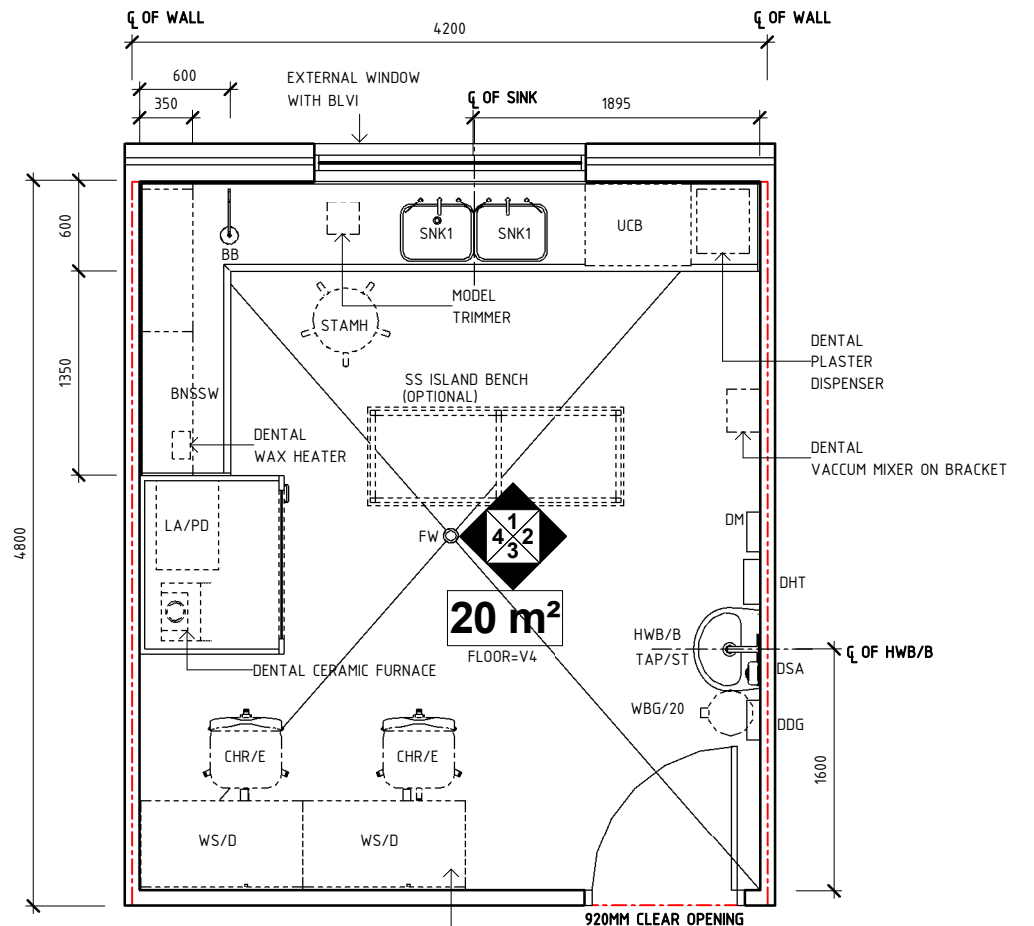 ℄ OF WALL
℄ OF WALL
4200
600
EXTERNAL WINDOW
WITH BLVI
350
℄ OF SINK
1895
600
SNK1
SNK1
UCB
BB
STAMH
MODEL
TRIMMER
DENTAL
PLASTER
DISPENSER
1350
SS ISLAND BENCH
(OPTIONAL)
BNSSW
DENTAL
WAX HEATER
DENTAL
VACCUM MIXER ON BRACKET
4800
LA/PD
FW
1
4 2
3
DM
DHT
20 m²
FLOOR=V4
HWB/B
TAP/ST
℄ OF HWB/B
DSA
DENTAL CERAMIC FURNACE
WBG/20
DDG
CHR/E
CHR/E
1600
WS/D
WS/D
920MM CLEAR OPENING